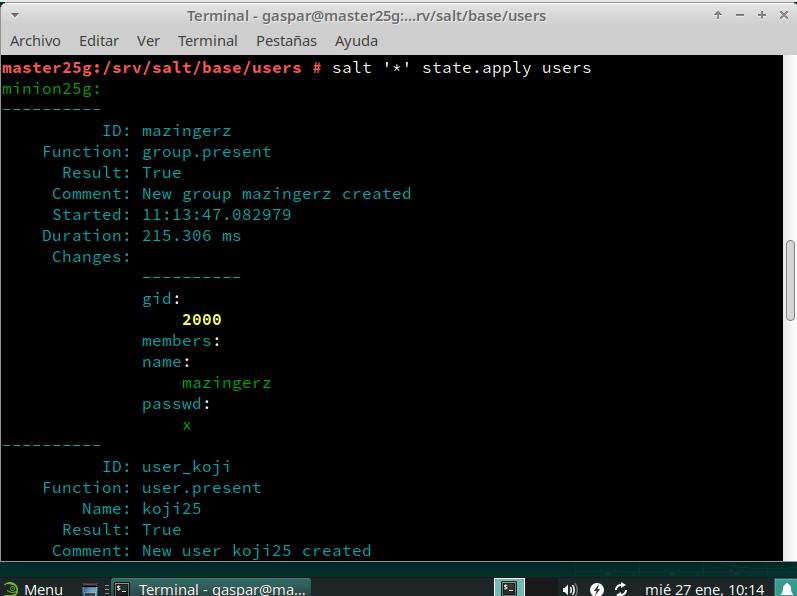 Terminal - gaspar@master25g:...rv/salt/base/users
Archivo Editar Ver Terminal Pestañas Ayuda
master25g:/srv/salt/base/users # salt '*' state.apply users
minion25g:
----------
          ID: mazingerz
    Function: group.present
      Result: True
     Comment: New group mazingerz created
     Started: 11:13:47.082979
    Duration: 215.306 ms
     Changes:
              ----------
              gid:
                  2000
              members:
              name:
                  mazingerz
              passwd:
                  x
----------
          ID: user_koji
    Function: user.present
        Name: koji25
      Result: True
     Comment: New user koji25 created
Menu Terminal - gaspar@ma... mié 27 ene, 10:14